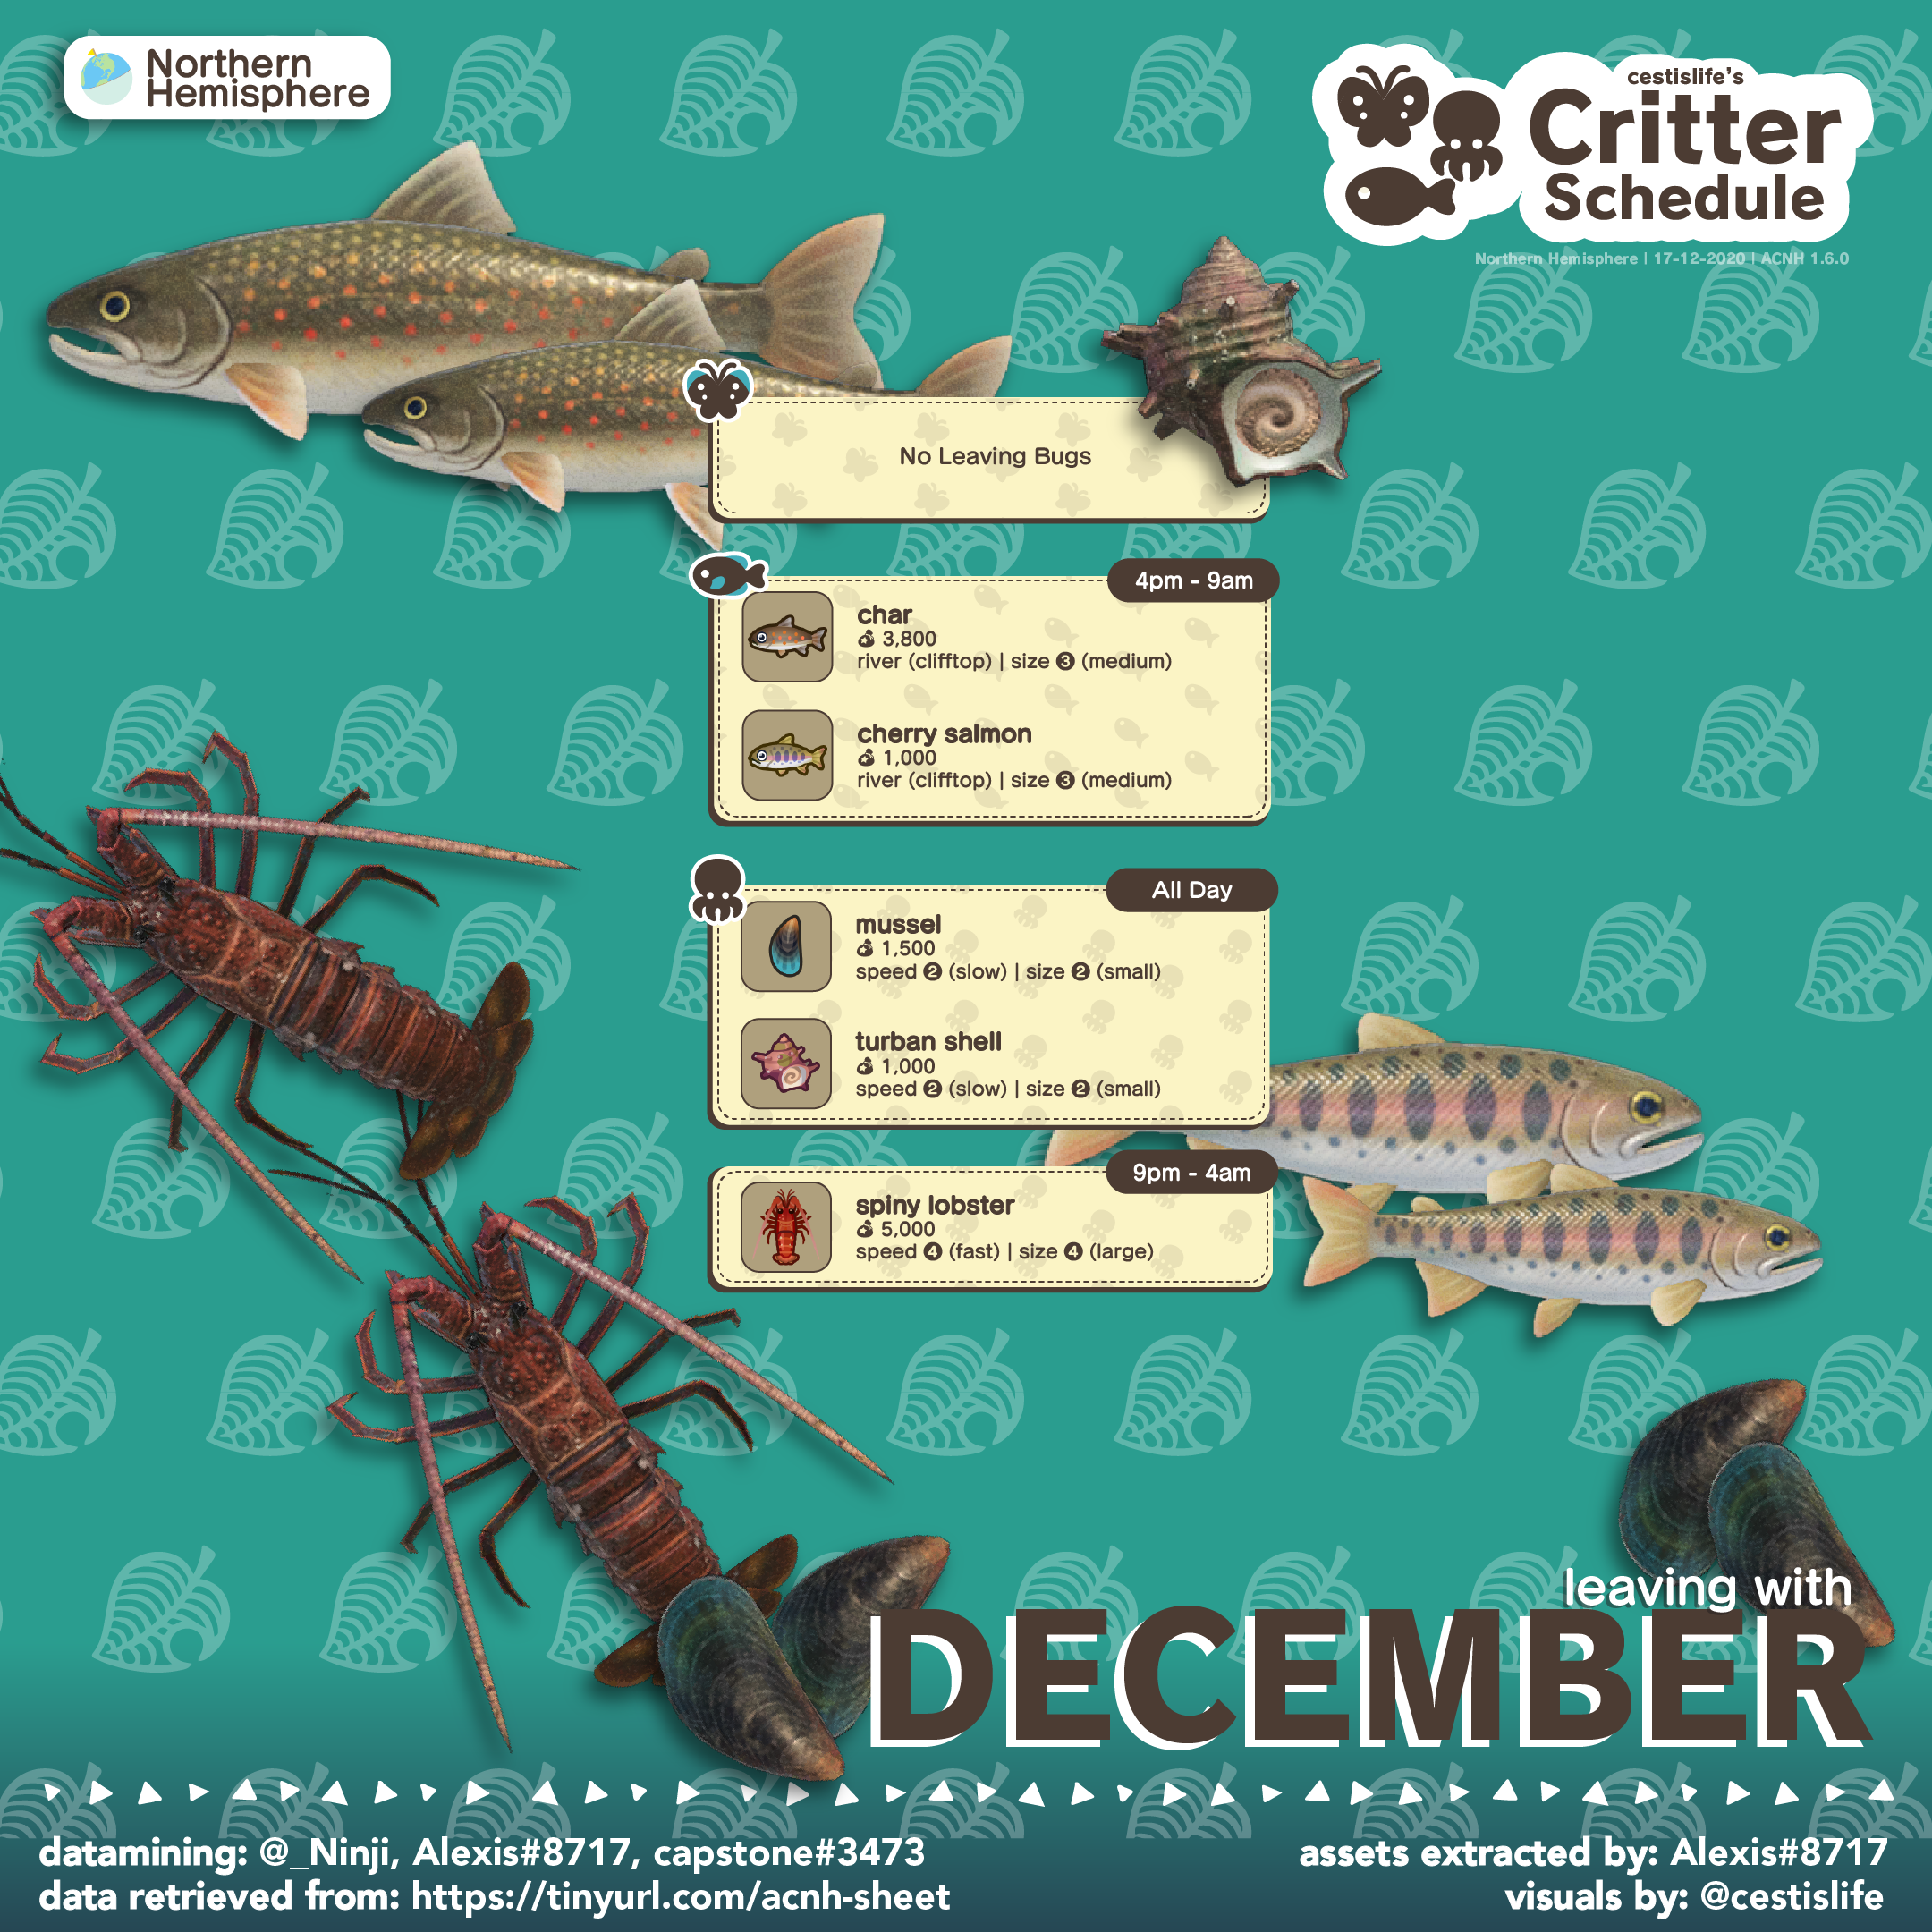 Northern
Hemisphere
cestislife's
Critter
Schedule
Northern Hemisphere | 17-12-2020 | ACNH 1.6.0
No Leaving Bugs
4pm - 9am
char
3,800
river (clifftop) | size 3 (medium)
cherry salmon
1,000
river (clifftop) | size 3 (medium)
All Day
mussel
1,500
speed 2 (slow) | size 2 (small)
turban shell
1,000
speed 2 (slow) | size 2 (small)
9pm - 4am
spiny lobster
5,000
speed 4 (fast) | size 4 (large)
leaving with
DECEMBER
datamining: @_Ninji, Alexis#8717, capstone#3473
data retrieved from: https://tinyurl.com/acnh-sheet
assets extracted by: Alexis#8717
visuals by: @cestislife